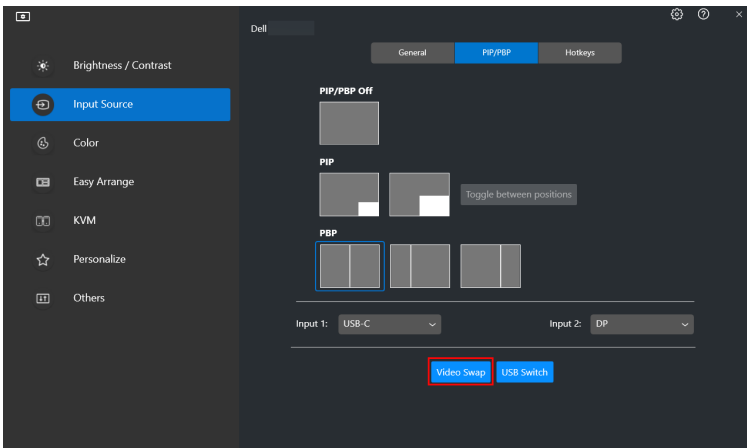 Dell
General PIP/PBP Hotkeys
Brightness / Contrast
Input Source
Color
Easy Arrange
KVM
Personalize
Others
PIP/PBP Off
PIP
Toggle between positions
PBP
Input 1: USB-C Input 2: DP
Video Swap USB Switch